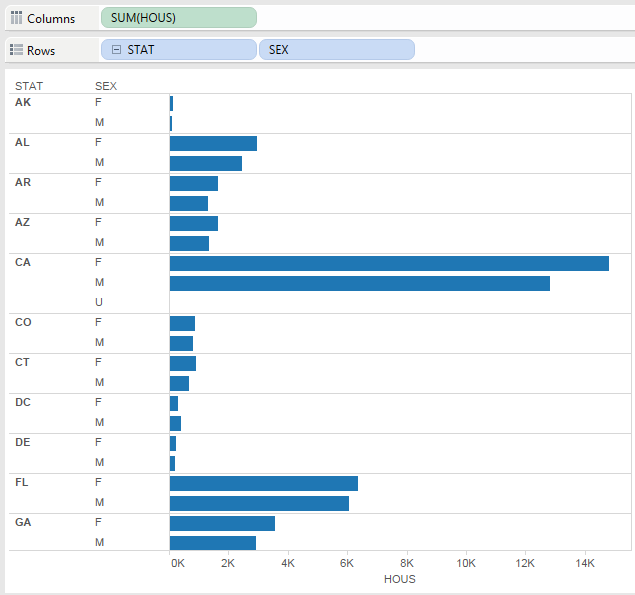 Columns SUM(HOUS)
Rows STAT SEX
STAT SEX
AK F
M
AL F
M
AR F
M
AZ F
M
CA F
M
U
CO F
M
CT F
M
DC F
M
DE F
M
FL F
M
GA F
M
0K 2K 4K 6K 8K 10K 12K 14K
HOUS